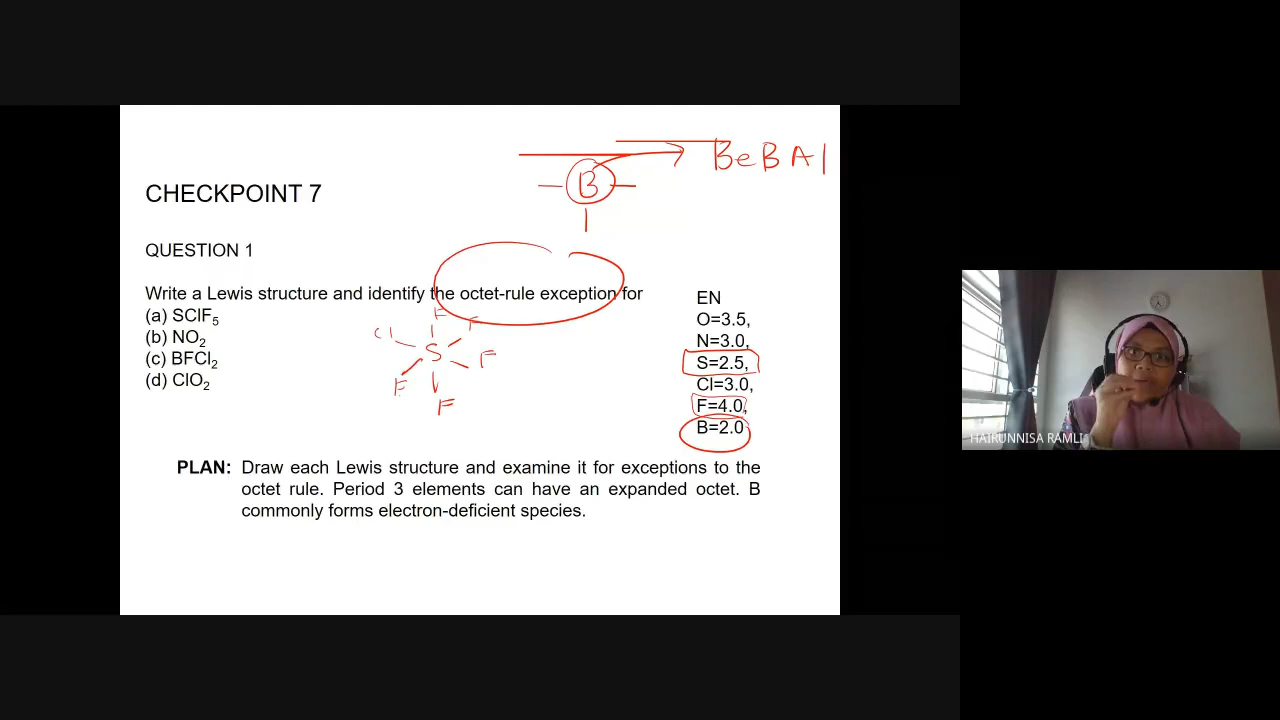 BeBAl
B
CHECKPOINT 7
QUESTION 1
Write a Lewis structure and identify the octet-rule exception for
(a) SClF5
(b) NO2
(c) BFCl2
(d) ClO2
F
F
Cl
S
F
F
F
EN
O=3.5,
N=3.0,
S=2.5,
Cl=3.0,
F=4.0,
B=2.0
HAIRUNNISA RAMLI
PLAN: Draw each Lewis structure and examine it for exceptions to the
octet rule. Period 3 elements can have an expanded octet. B
commonly forms electron-deficient species.